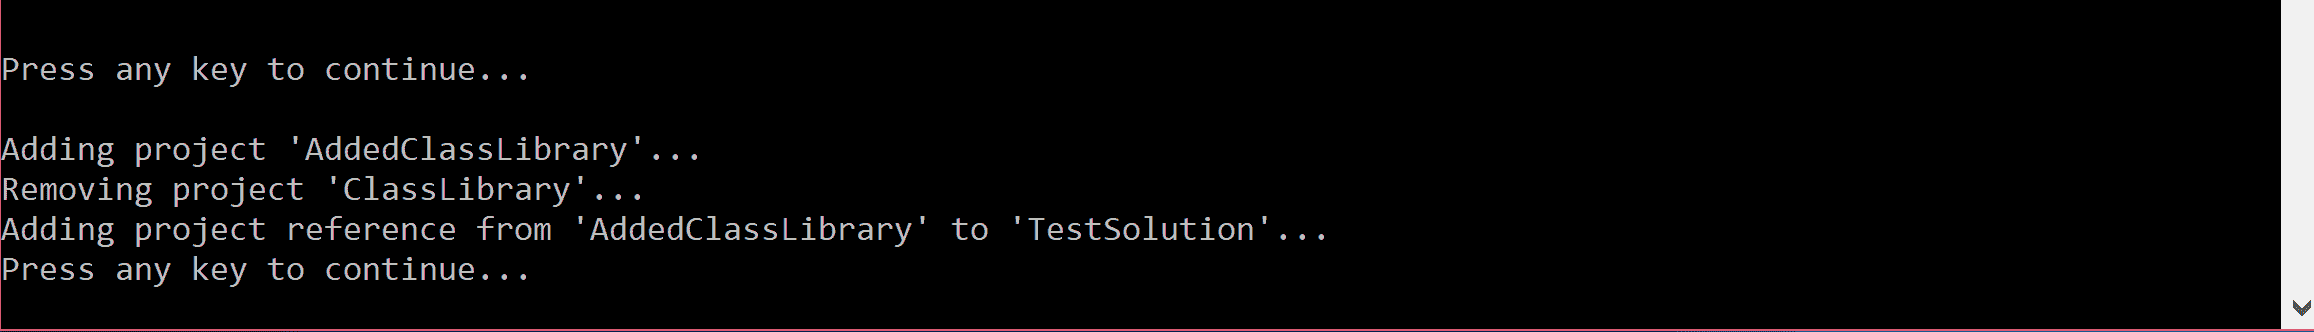 Press any key to continue...
Adding project 'AddedClassLibrary'...
Removing project 'ClassLibrary'...
Adding project reference from 'AddedClassLibrary' to 'TestSolution'...
Press any key to continue...